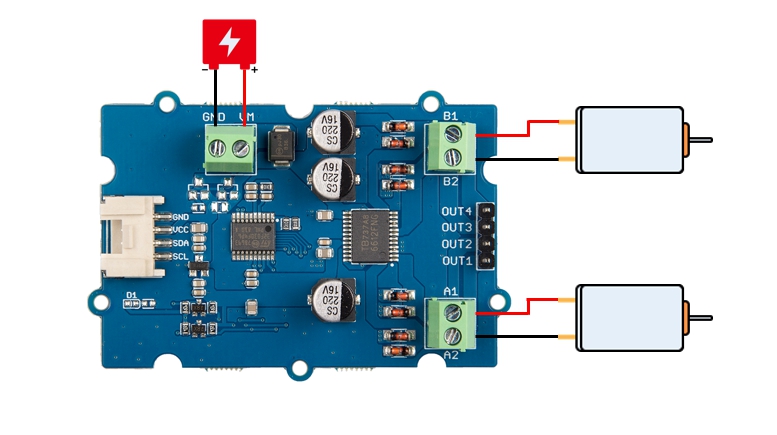 - +
GND VM
B1
B2
CS
220
16V
CS
220
16V
GND
VCC
SDA
SCL
OUT4
OUT3
OUT2
OUT1
D1
A1
A2
CS
220
16V